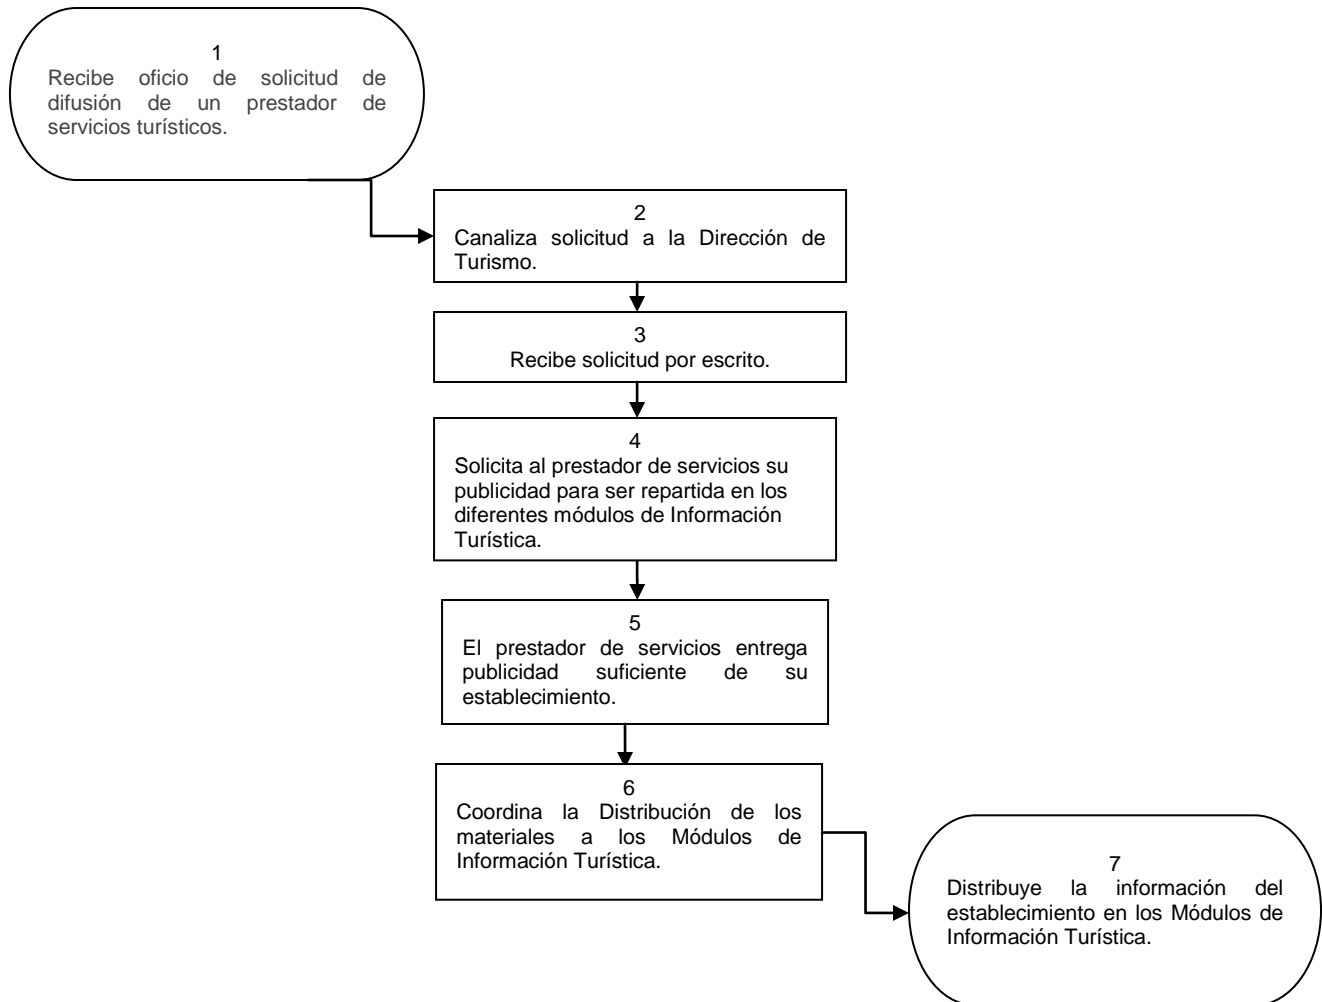 1
Recibe oficio de solicitud de
difusión de un prestador de
servicios turísticos.
2
Canaliza solicitud a la Dirección de
Turismo.
3
Recibe solicitud por escrito.
4
Solicita al prestador de servicios su
publicidad para ser repartida en los
diferentes módulos de Información
Turística.
5
El prestador de servicios entrega
publicidad suficiente de su
establecimiento.
6
Coordina la Distribución de los
materiales a los Módulos de
Información Turística.
7
Distribuye la información del
establecimiento en los Módulos de
Información Turística.